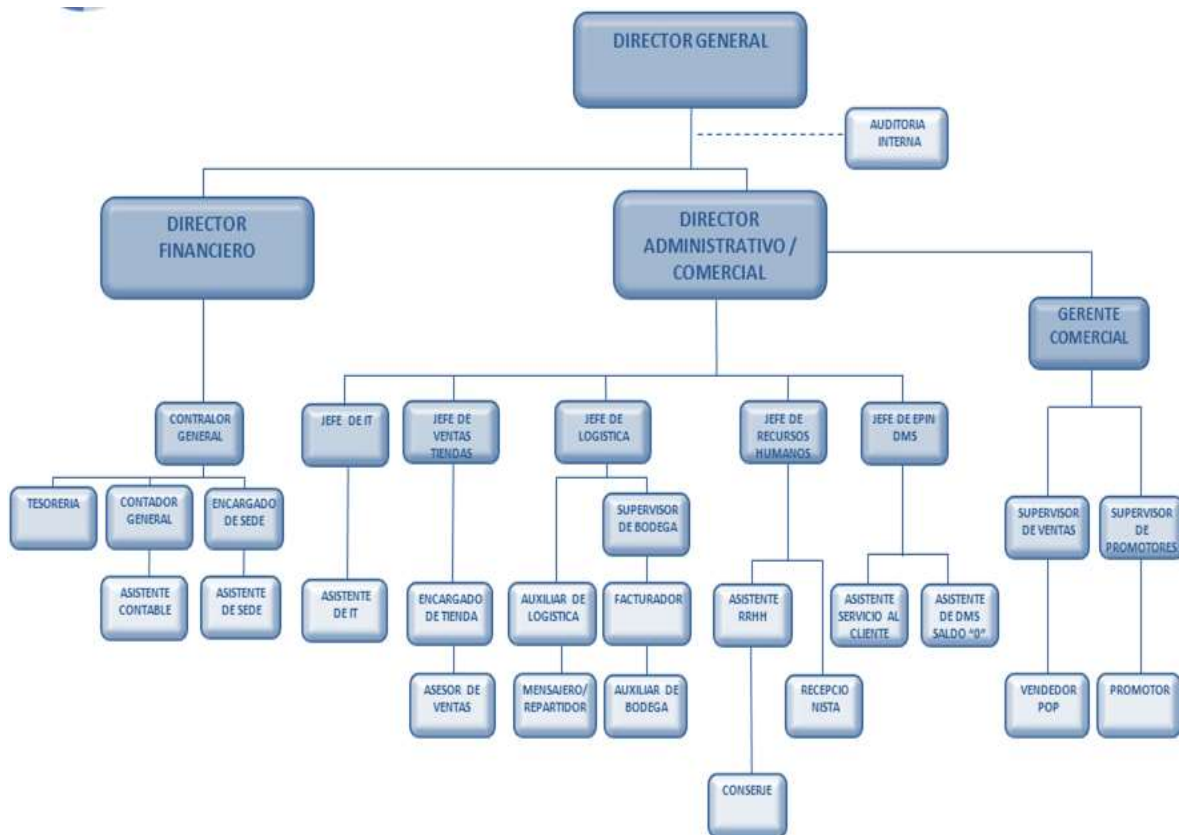 DIRECTOR GENERAL
AUDITORIA
INTERNA
DIRECTOR
FINANCIERO
DIRECTOR
ADMINISTRATIVO /
COMERCIAL
GERENTE
COMERCIAL
CONTRALOR
GENERAL
JEFE DE IT
JEFE DE
VENTAS
TIENDAS
JEFE DE
LOGISTICA
JEFE DE
RECURSOS
HUMANOS
JEFE DE EPIN
DMS
TESORERIA
CONTADOR
GENERAL
ENCARGADO
DE SEDE
SUPERVISOR
DE BODEGA
SUPERVISOR
DE VENTAS
SUPERVISOR
DE
PROMOTORES
ASISTENTE
CONTABLE
ASISTENTE
DE SEDE
ASISTENTE
DE IT
ENCARGADO
DE TIENDA
AUXILIAR DE
LOGISTICA
FACTURADOR
ASISTENTE
RRHH
ASISTENTE
SERVICIO AL
CLIENTE
ASISTENTE
DE DMS
SALDO "0"
ASESOR DE
VENTAS
MENSAJERO/
REPARTIDOR
AUXILIAR DE
BODEGA
RECEPCIO
NISTA
VENDEDOR
POP
PROMOTOR
CONSERJE